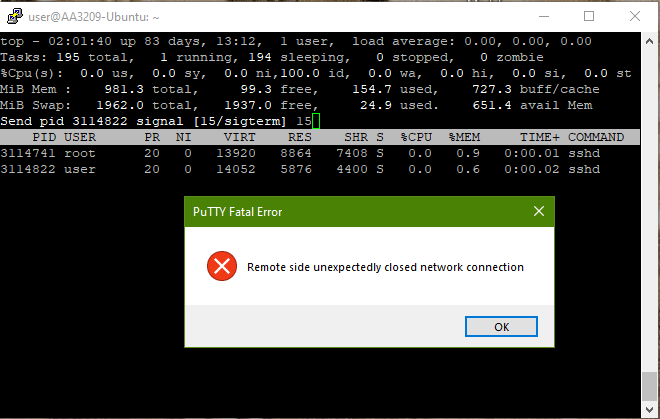 user@AA3209-Ubuntu: ~
top - 02:01:40 up 83 days, 13:12,  1 user,  load average: 0.00, 0.00, 0.00
Tasks: 195 total,   1 running, 194 sleeping,   0 stopped,   0 zombie
%Cpu(s):  0.0 us,  0.0 sy,  0.0 ni,100.0 id,  0.0 wa,  0.0 hi,  0.0 si,  0.0 st
MiB Mem :    981.3 total,     99.3 free,    154.7 used,    727.3 buff/cache
MiB Swap:   1962.0 total,   1937.0 free,     24.9 used.    651.4 avail Mem
Send pid 3114822 signal [15/sigterm] 15
PID USER      PR  NI    VIRT    RES    SHR S  %CPU  %MEM     TIME+ COMMAND
3114741 root      20   0   13920   8864   7408 S   0.0   0.9   0:00.01 sshd
3114822 user      20   0   14052   5876   4400 S   0.0   0.6   0:00.02 sshd
PuTTY Fatal Error
Remote side unexpectedly closed network connection
OK